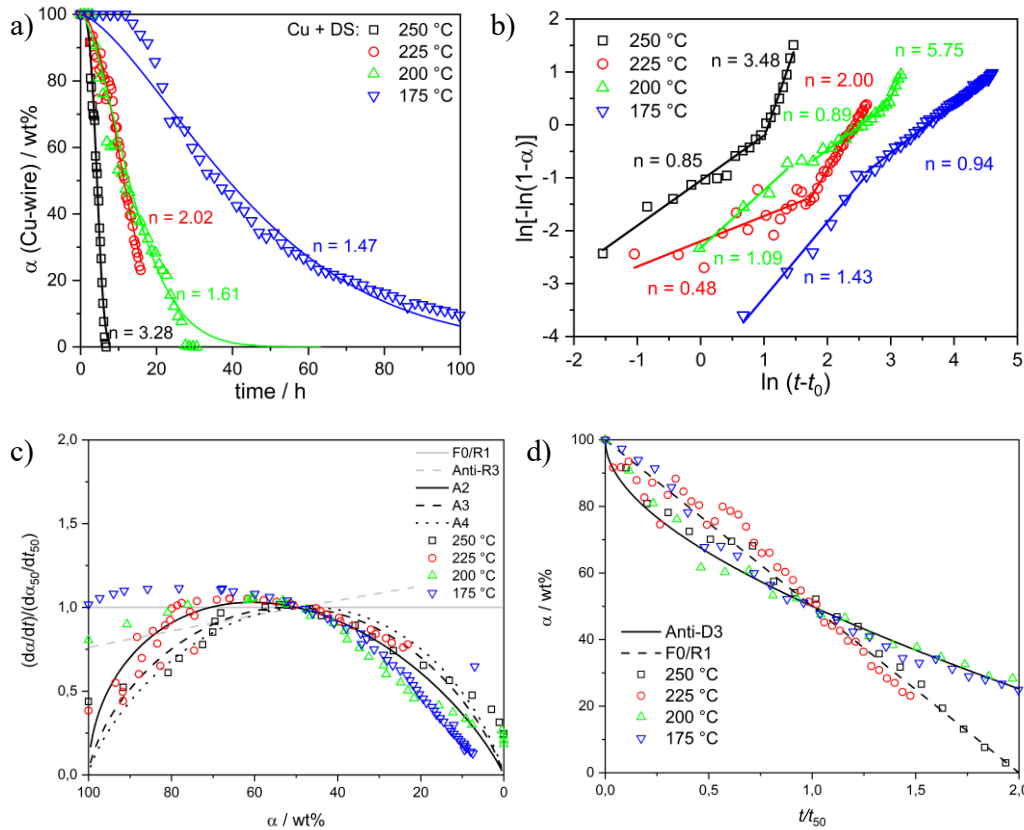 a)
Cu + DS:
250 °C
225 °C
200 °C
175 °C
n = 2.02
n = 1.47
n = 1.61
n = 3.28
α (Cu-wire) / wt%
100
80
60
40
20
0
0 20 40 60 80 100
time / h
b)
250 °C
225 °C
200 °C
175 °C
n = 5.75
n = 3.48
n = 2.00
n = 0.89
n = 0.85
n = 0.94
n = 1.09
n = 1.43
n = 0.48
ln[-ln(1-α)]
2
1
0
-1
-2
-3
-4
-2 -1 0 1 2 3 4 5
ln (t-t0)
c)
F0/R1
Anti-R3
A2
A3
A4
250 °C
225 °C
200 °C
175 °C
(dα/dt)/(dα50/dt50)
2,0
1,5
1,0
0,5
0,0
100 80 60 40 20 0
α / wt%
d)
Anti-D3
F0/R1
250 °C
225 °C
200 °C
175 °C
α / wt%
100
80
60
40
20
0
0,0 0,5 1,0 1,5 2,0
t/t50